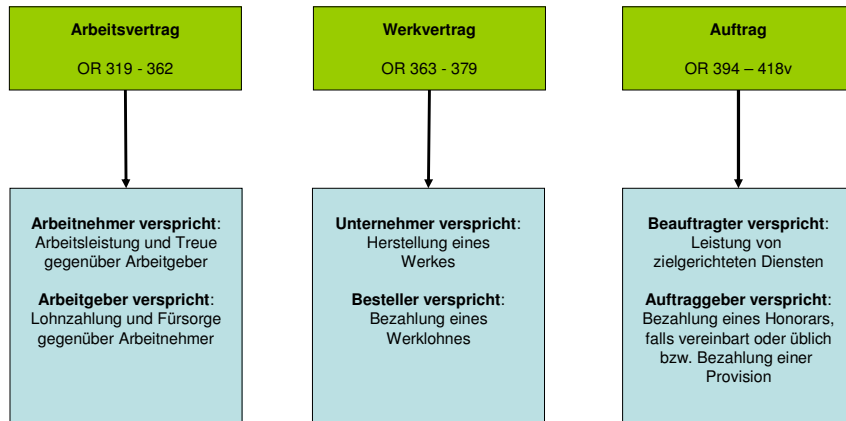 Arbeitsvertrag
OR 319 - 362
Werkvertrag
OR 363 - 379
Auftrag
OR 394 – 418v
Arbeitnehmer verspricht:
Arbeitsleistung und Treue
gegenüber Arbeitgeber
Arbeitgeber verspricht:
Lohnzahlung und Fürsorge
gegenüber Arbeitnehmer
Unternehmer verspricht:
Herstellung eines
Werkes
Besteller verspricht:
Bezahlung eines
Werklohnes
Beauftragter verspricht:
Leistung von
zielgerichteten Diensten
Auftraggeber verspricht:
Bezahlung eines Honorars,
falls vereinbart oder üblich
bzw. Bezahlung einer
Provision